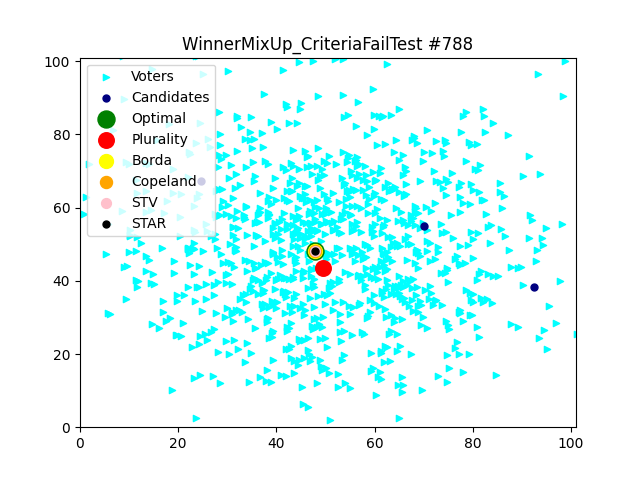 WinnerMixUp_CriteriaFailTest #788
100
80
60
40
20
0
Voters
Candidates
Optimal
Plurality
Borda
Copeland
STV
STAR
0 20 40 60 80 100